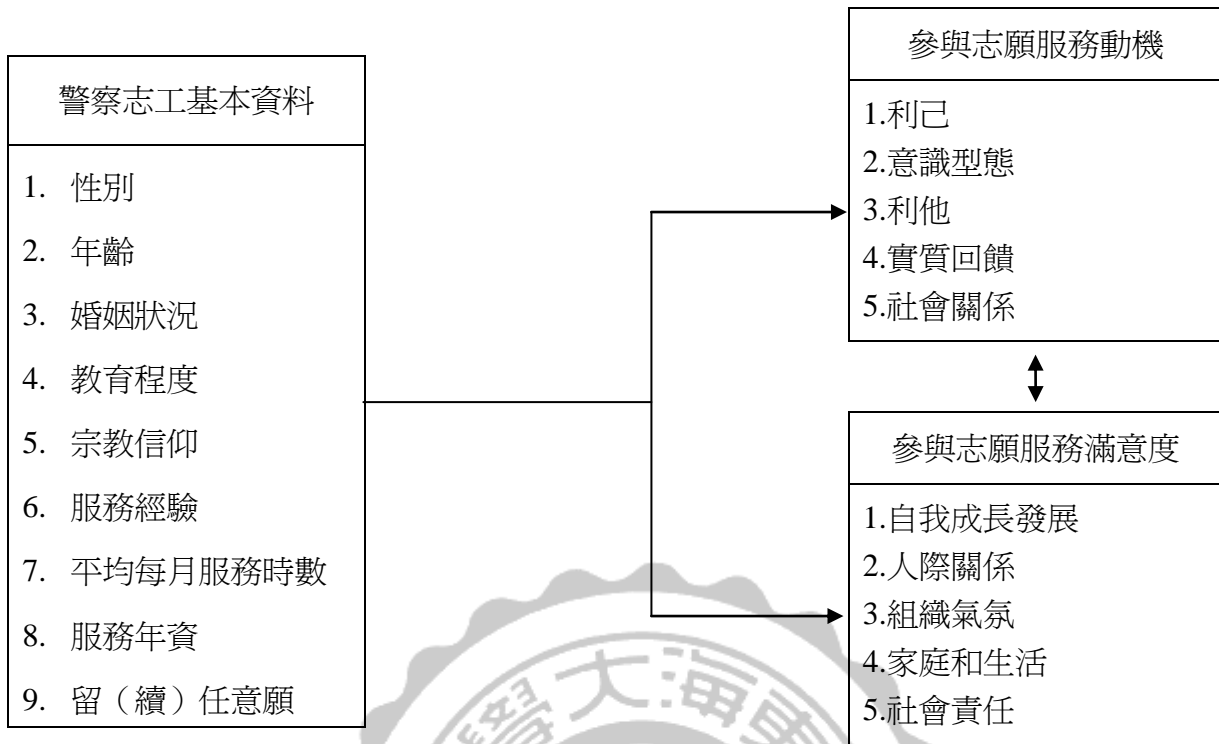 警察志工基本資料
1. 性別
2. 年齡
3. 婚姻狀況
4. 教育程度
5. 宗教信仰
6. 服務經驗
7. 平均每月服務時數
8. 服務年資
9. 留（續）任意願
參與志願服務動機
1.利己
2.意識型態
3.利他
4.實質回饋
5.社會關係
參與志願服務滿意度
1.自我成長發展
2.人際關係
3.組織氣氛
4.家庭和生活
5.社會責任
學大海東